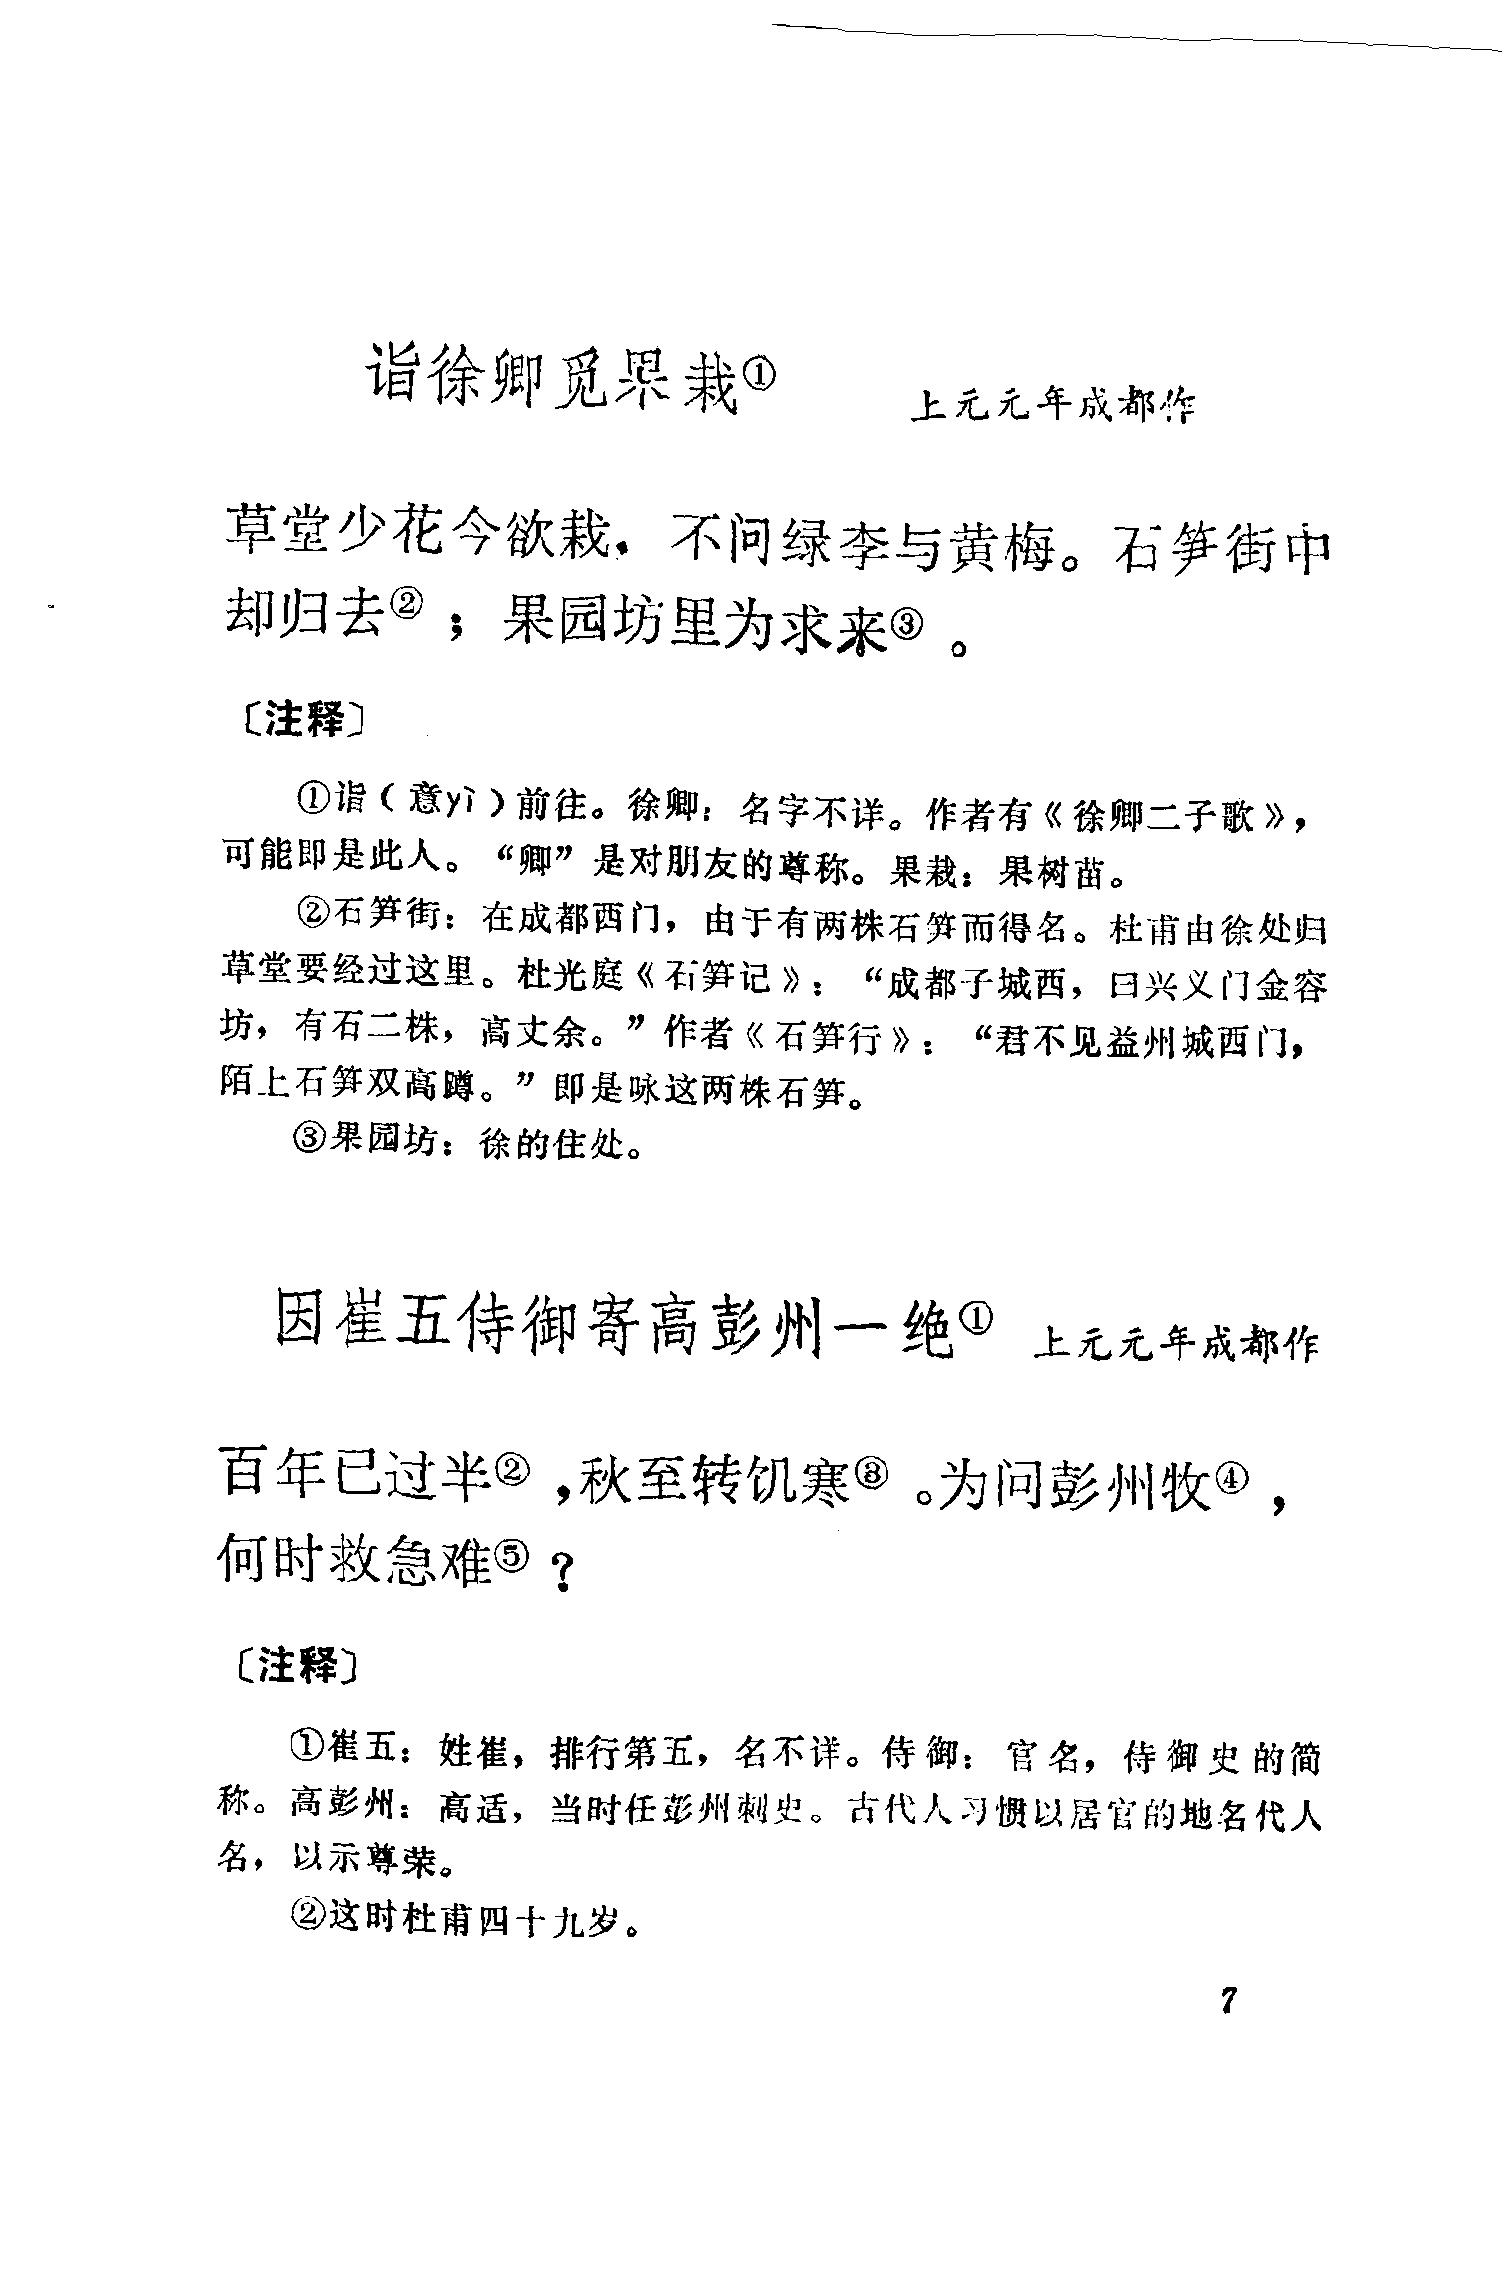 诣徐卿觅果栽① 上元元年成都作
草堂少花今欲栽，不问绿李与黄梅。石笋街中
却归去②；果园坊里为求来③。
〔注释〕
①诣（意yì）前往。徐卿：名字不详。作者有《徐卿二子歌》，
可能即是此人。“卿”是对朋友的尊称。果栽：果树苗。
②石笋街：在成都西门，由于有两株石笋而得名。杜甫由徐处归
草堂要经过这里。杜光庭《石笋记》：“成都子城西，曰兴义门金容
坊，有石二株，高丈余。”作者《石笋行》：“君不见益州城西门，
陌上石笋双高蹲。”即是咏这两株石笋。
③果园坊：徐的住处。
因崔五侍御寄高彭州一绝① 上元元年成都作
百年已过半②，秋至转饥寒③。为问彭州牧④，
何时救急难⑤？
〔注释〕
①崔五：姓崔，排行第五，名不详。侍御：官名，侍御史的简
称。高彭州：高适，当时任彭州刺史。古代人习惯以居官的地名代人
名，以示尊荣。
②这时杜甫四十九岁。
7